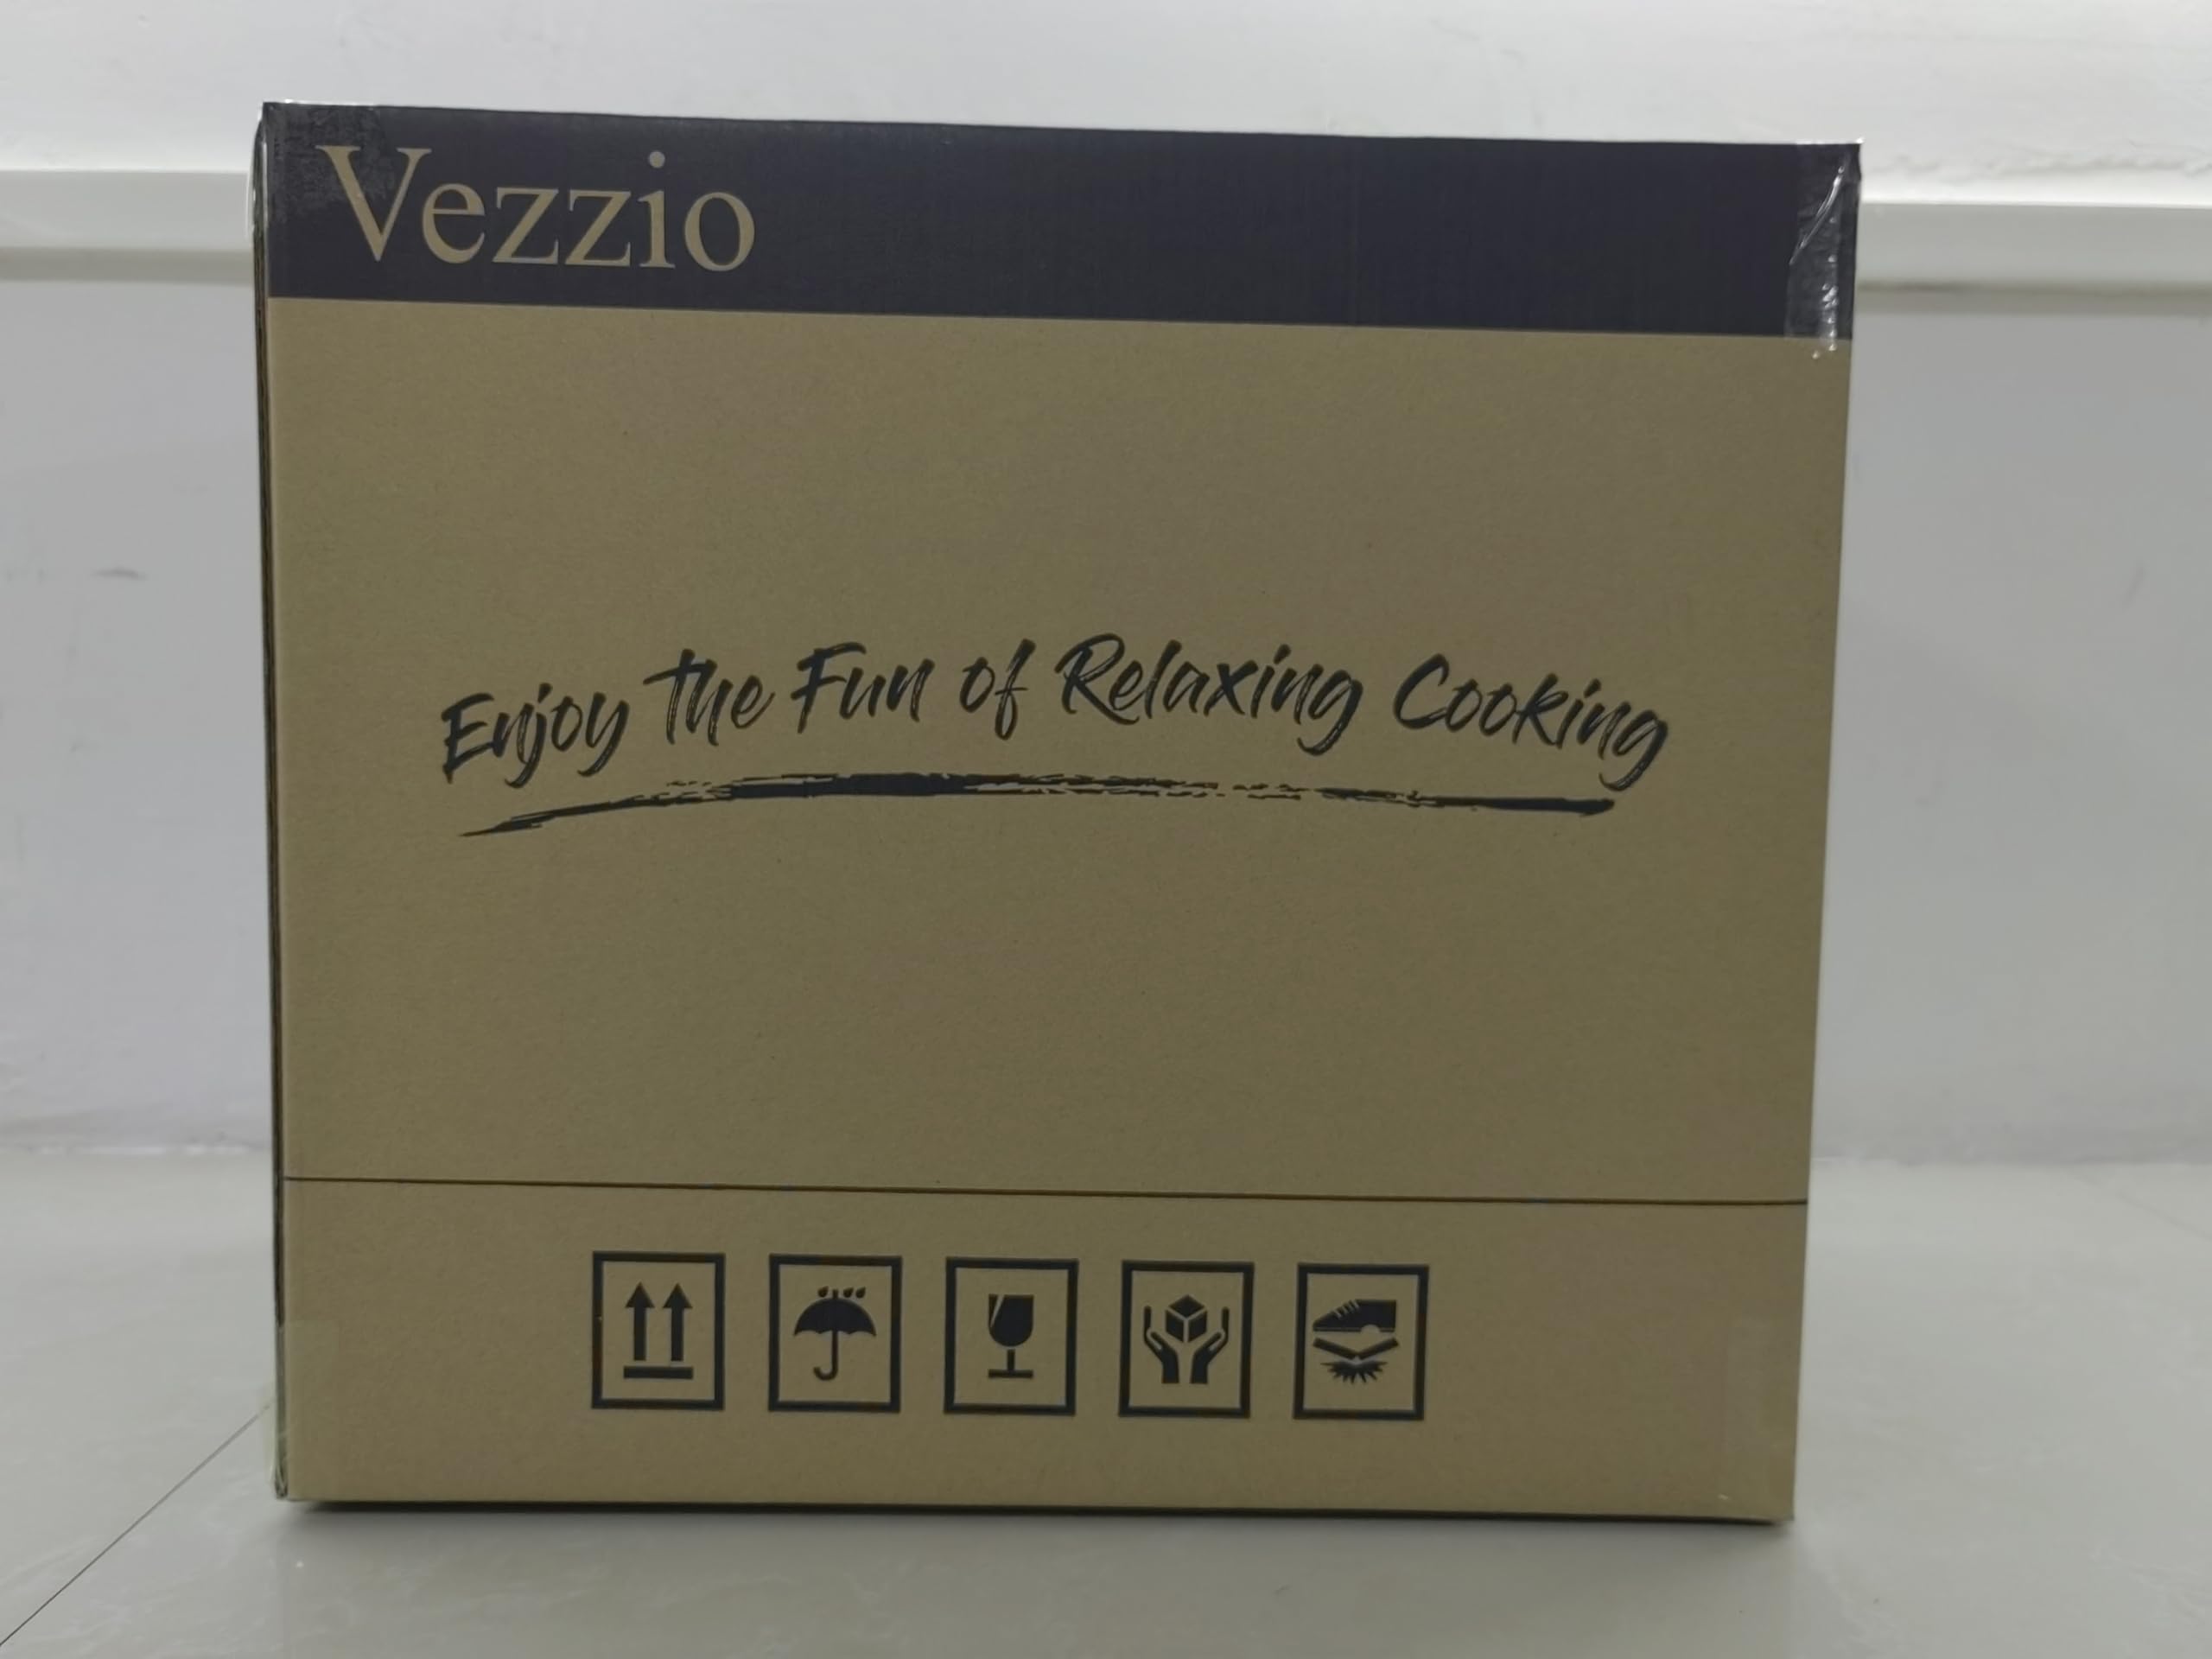 Vezzio
Enjoy the Fun of Relaxing Cooking